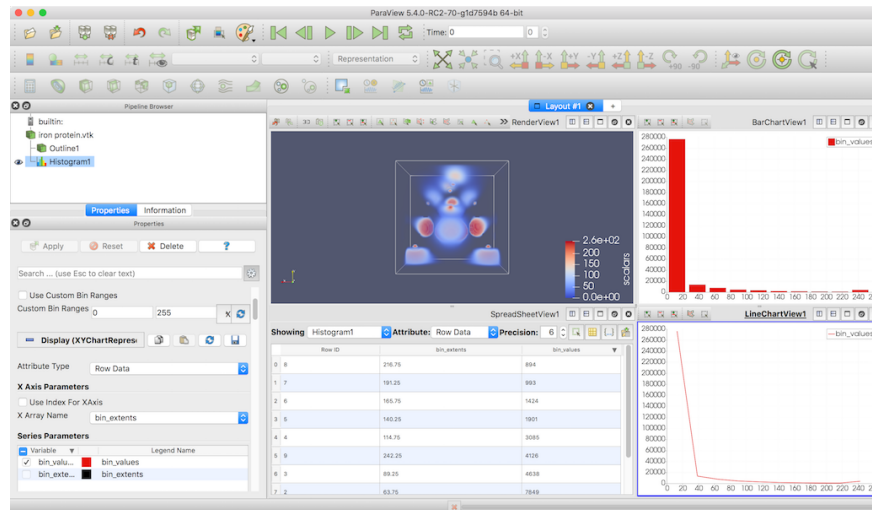 ParaView 5.4.0-RC2-70-g1d7594b 64-bit
Time: 0
0
Representation
+X
-X
+Y
-Y
+Z
-Z
+90
-90
Pipeline Browser
builtin:
iron protein.vtk
Outline1
Histogram1
Properties
Information
Properties
Apply
Reset
Delete
?
Search ... (use Esc to clear text)
Use Custom Bin Ranges
Custom Bin Ranges
0
255
X
Display (XYChartRepres
Attribute Type
Row Data
X Axis Parameters
Use Index For XAxis
X Array Name
bin_extents
Series Parameters
Variable
Legend Name
bin_valu...
bin_values
bin_exte...
bin_extents
Layout #1
+
3D
RenderView1
2.6e+02
200
150
100
50
0.0e+00
scalars
BarChartView1
280000
260000
240000
220000
200000
180000
160000
140000
120000
100000
80000
60000
40000
20000
0
0 20 40 60 80 100 120 140 160 180 200 220 240
bin_values
SpreadSheetView1
Showing Histogram1 Attribute: Row Data Precision: 6
Row ID bin_extents bin_values
0 8 216.75 894
1 7 191.25 993
2 6 165.75 1424
3 5 140.25 1901
4 4 114.75 3085
5 9 242.25 4126
6 3 89.25 4638
7 2 63.75 7849
LineChartView1
280000
260000
240000
220000
200000
180000
160000
140000
120000
100000
80000
60000
40000
20000
0
0 20 40 60 80 100 120 140 160 180 200 220 240
bin_values